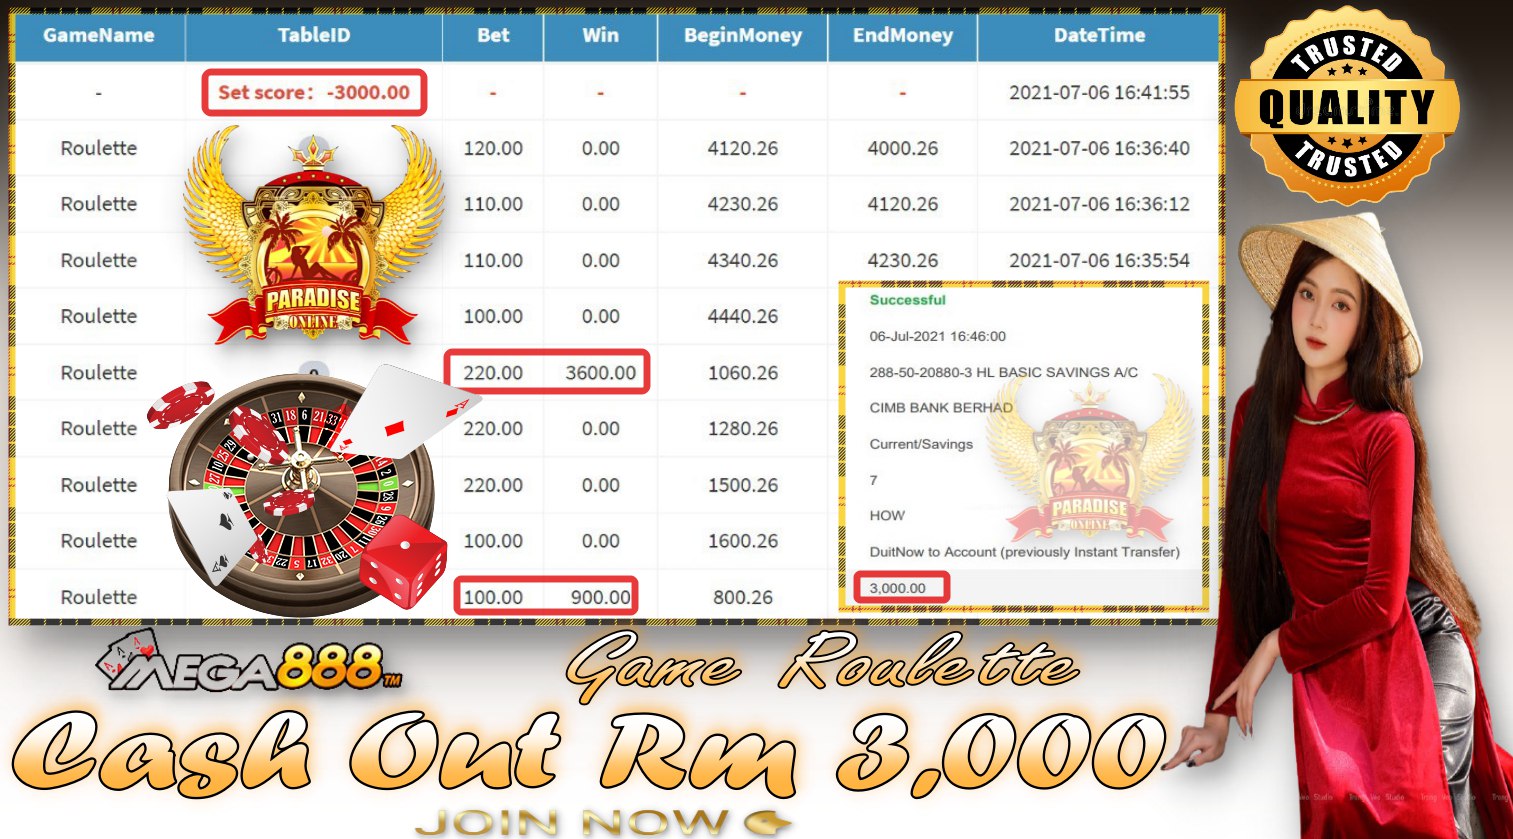 GameName TableID Bet Win BeginMoney EndMoney DateTime
- Set score: -3000.00 - - - - 2021-07-06 16:41:55
Roulette 120.00 0.00 4120.26 4000.26 2021-07-06 16:36:40
Roulette 110.00 0.00 4230.26 4120.26 2021-07-06 16:36:12
Roulette 110.00 0.00 4340.26 4230.26 2021-07-06 16:35:54
Roulette 100.00 0.00 4440.26
Roulette 220.00 3600.00 1060.26
Roulette 220.00 0.00 1280.26
Roulette 220.00 0.00 1500.26
Roulette 100.00 0.00 1600.26
Roulette 100.00 900.00 800.26
PARADISE
ONLINE
Successful
06-Jul-2021 16:46:00
288-50-20880-3 HL BASIC SAVINGS A/C
CIMB BANK BERHAD
Current/Savings
7
HOW
DuitNow to Account (previously Instant Transfer)
3,000.00
PARADISE
ONLINE
TRUSTED
QUALITY
TRUSTED
MEGA888 TM
Game Roulette
Cash Out Rm 3,000
JOIN NOW